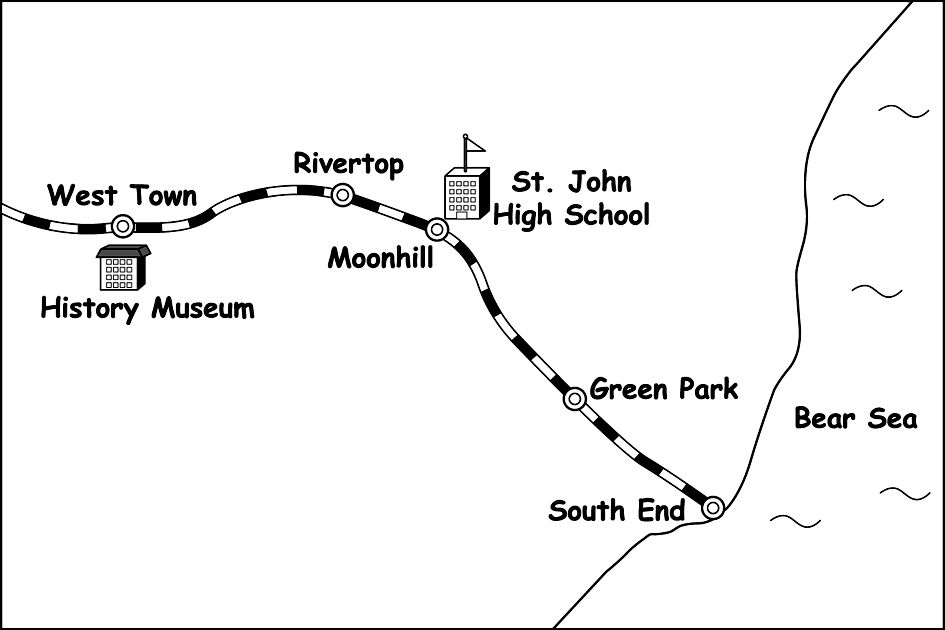 Rivertop
West Town
St. John
High School
Moonhill
History Museum
Green Park
Bear Sea
South End